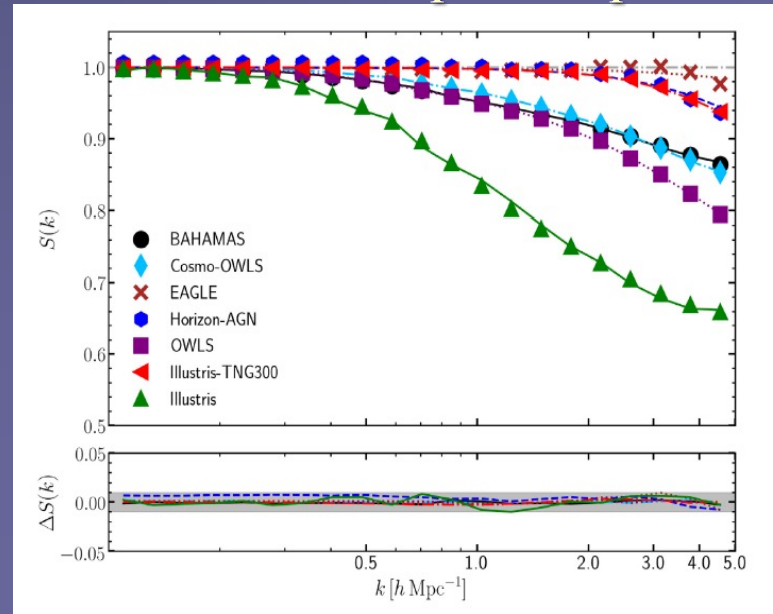 1.0
0.9
0.8
0.7
0.6
0.5
S(k)
BAHAMAS
Cosmo-OWLS
EAGLE
Horizon-AGN
OWLS
Illustris-TNG300
Illustris
0.05
0.00
−0.05
ΔS(k)
0.5 1.0 2.0 3.0 4.0 5.0
k [h Mpc⁻¹]